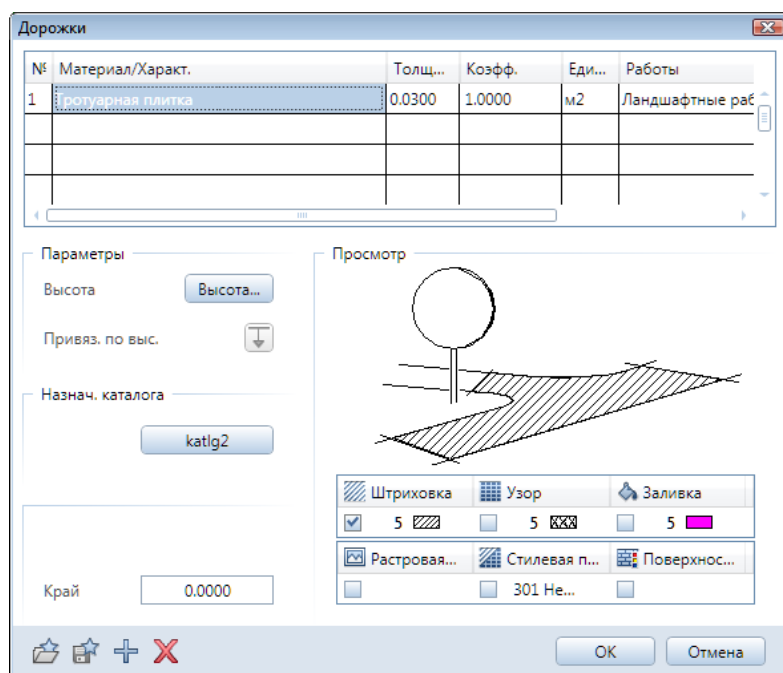 Дорожки
№ Материал/Характ. Толщ... Коэфф. Еди... Работы
1 Тротуарная плитка 0.0300 1.0000 м2 Ландшафтные раб
Параметры
Просмотр
Высота Высота...
Привяз. по выс.
Назнач. каталога
katlg2
Штриховка Узор Заливка
5 5 5
Растровая... Стилевая п... Поверхнос...
301 Не...
Край 0.0000
OK Отмена